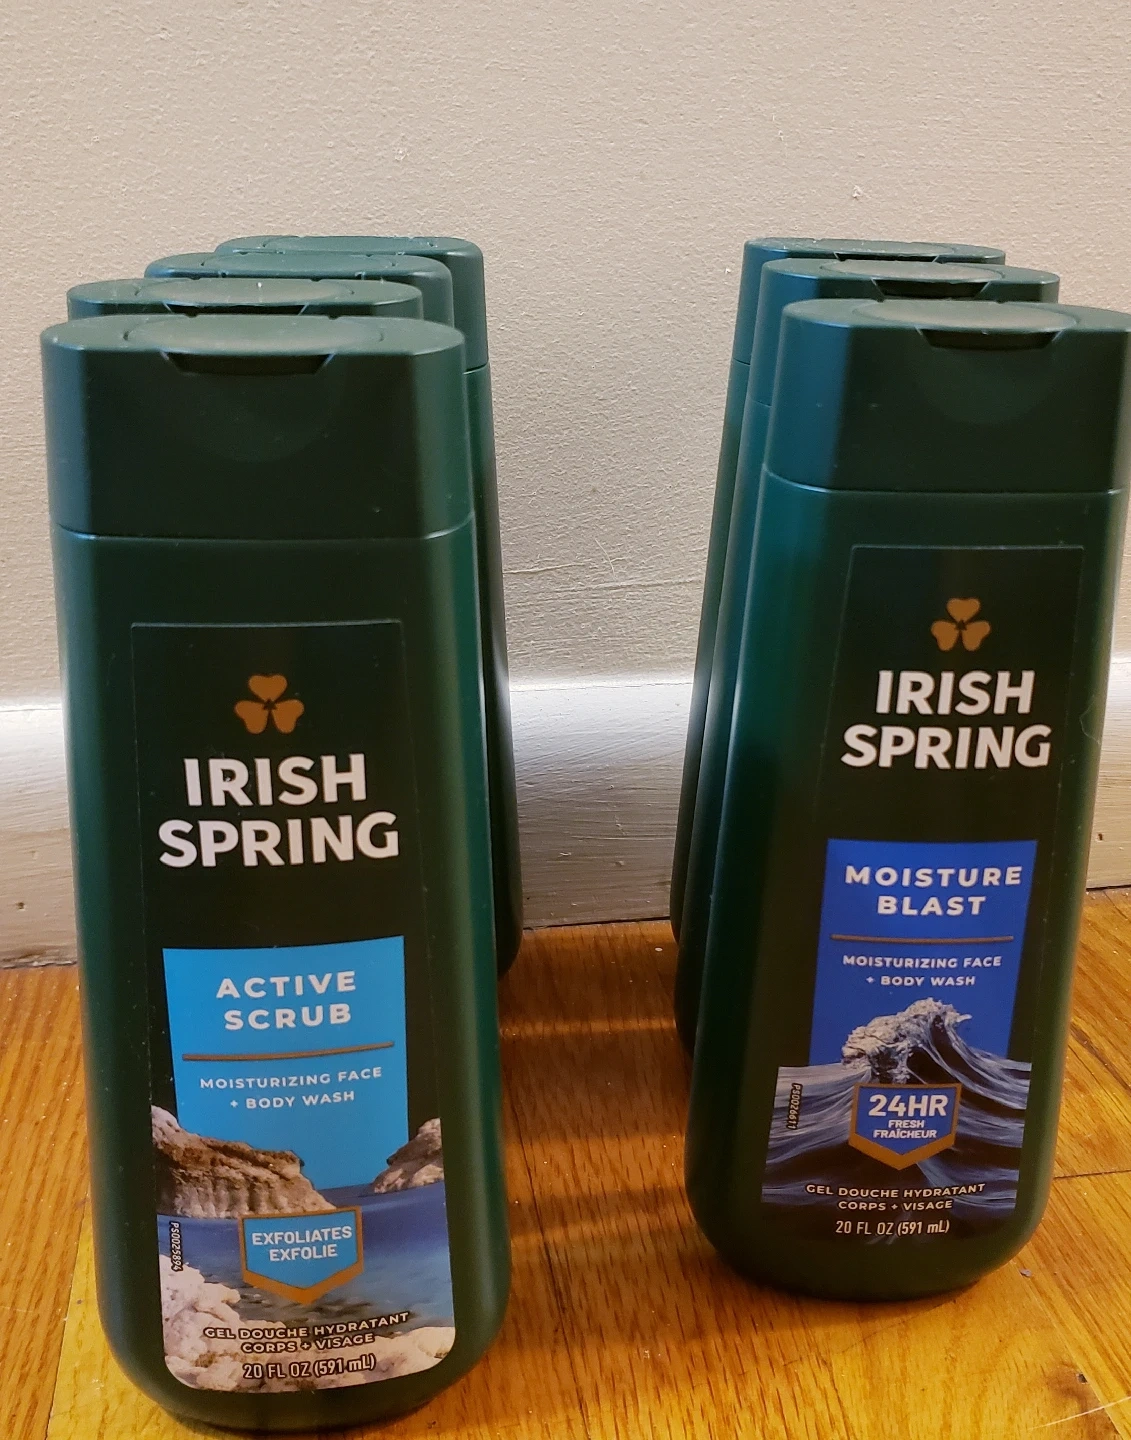 IRISH
SPRING
ACTIVE
SCRUB
MOISTURIZING FACE
+ BODY WASH
EXFOLIATES
EXFOLIE
PS0025894
GEL DOUCHE HYDRATANT
CORPS + VISAGE
20 FL OZ (591 mL)
IRISH
SPRING
MOISTURE
BLAST
MOISTURIZING FACE
+ BODY WASH
24HR
FRESH
FRAÎCHEUR
PS0026611
GEL DOUCHE HYDRATANT
CORPS + VISAGE
20 FL OZ (591 mL)